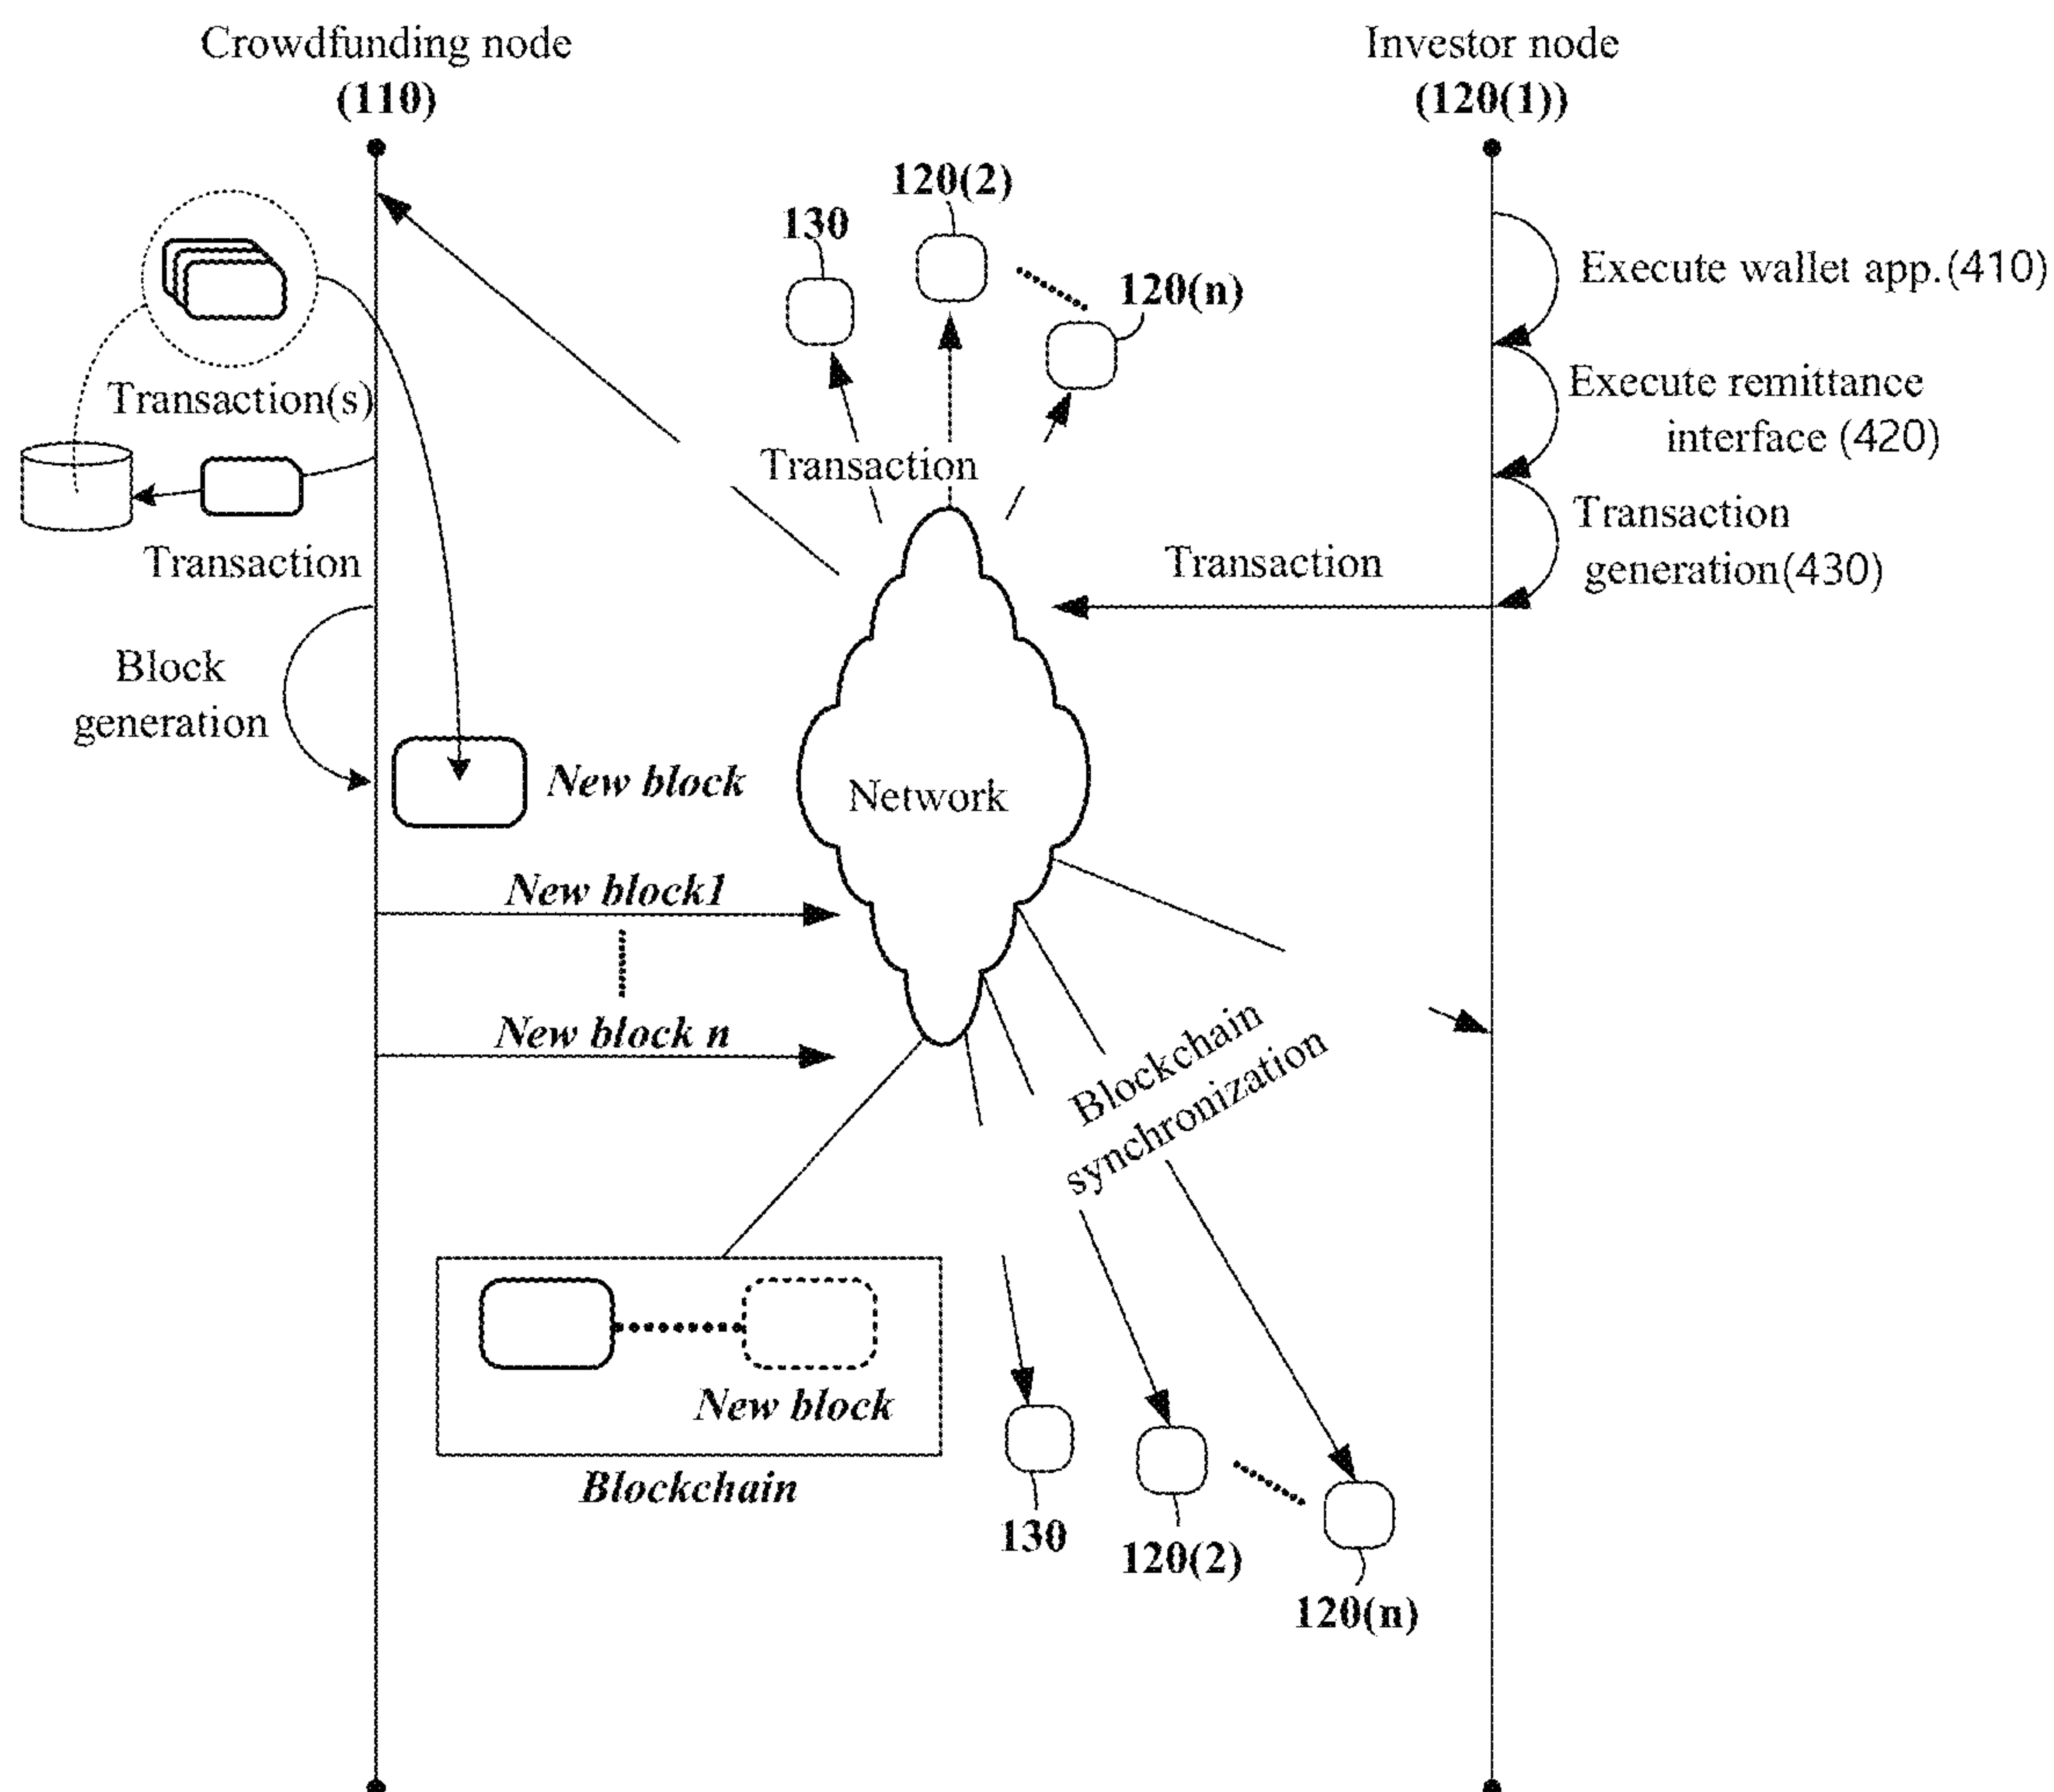 Crowdfunding node
(110)
Investor node
(120(1))
120(2)
130
120(n)
Execute wallet app.(410)
Execute remittance
interface (420)
Transaction(s)
Transaction
Transaction
generation(430)
Transaction
Transaction
Block
generation
New block
Network
New block1
New block n
Blockchain
synchronization
New block
Blockchain
130
120(2)
120(n)